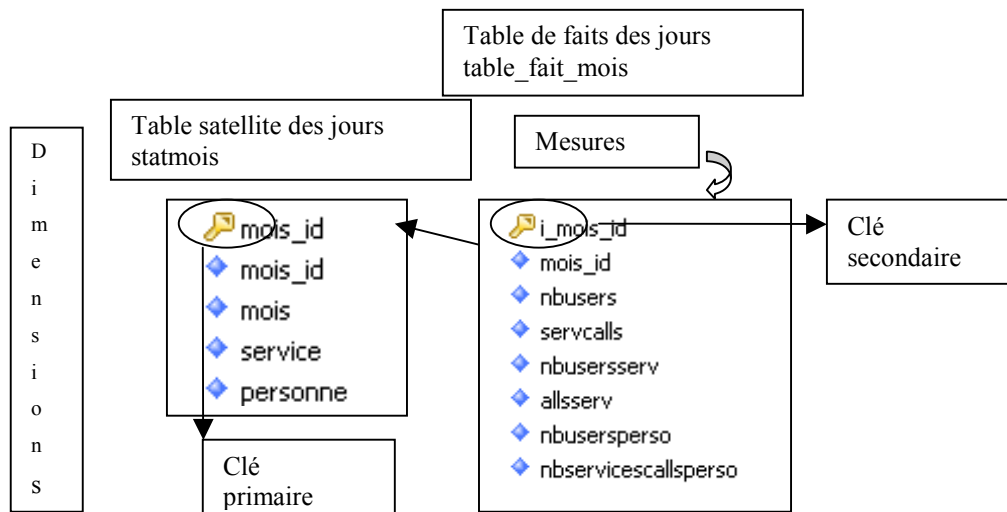 Table de faits des jours
table_fait_mois
Table satellite des jours
statmois
Mesures
D
i
m
e
n
s
i
o
n
s
mois_id
mois_id
mois
service
personne
i_mois_id
mois_id
nbusers
servcalls
nbusersserv
allsserv
nbusersperso
nbservicescallsperso
Clé
secondaire
Clé
primaire